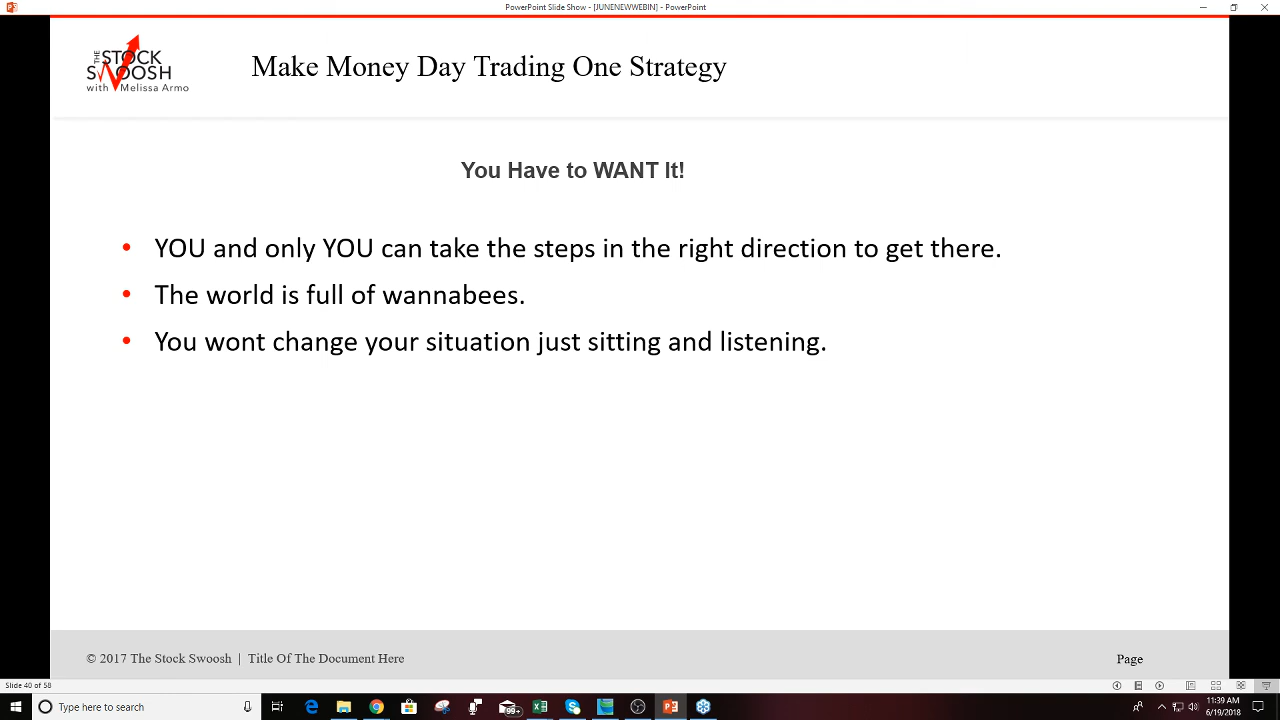 PowerPoint Slide Show - [JUNENEWWEBIN] - PowerPoint
THE
STOCK
SWOOSH
with Melissa Armo
Make Money Day Trading One Strategy
You Have to WANT It!
• YOU and only YOU can take the steps in the right direction to get there.
• The world is full of wannabees.
• You wont change your situation just sitting and listening.
© 2017 The Stock Swoosh | Title Of The Document Here
Page
Slide 40 of 58
Type here to search
99+
11:39 AM
6/19/2018